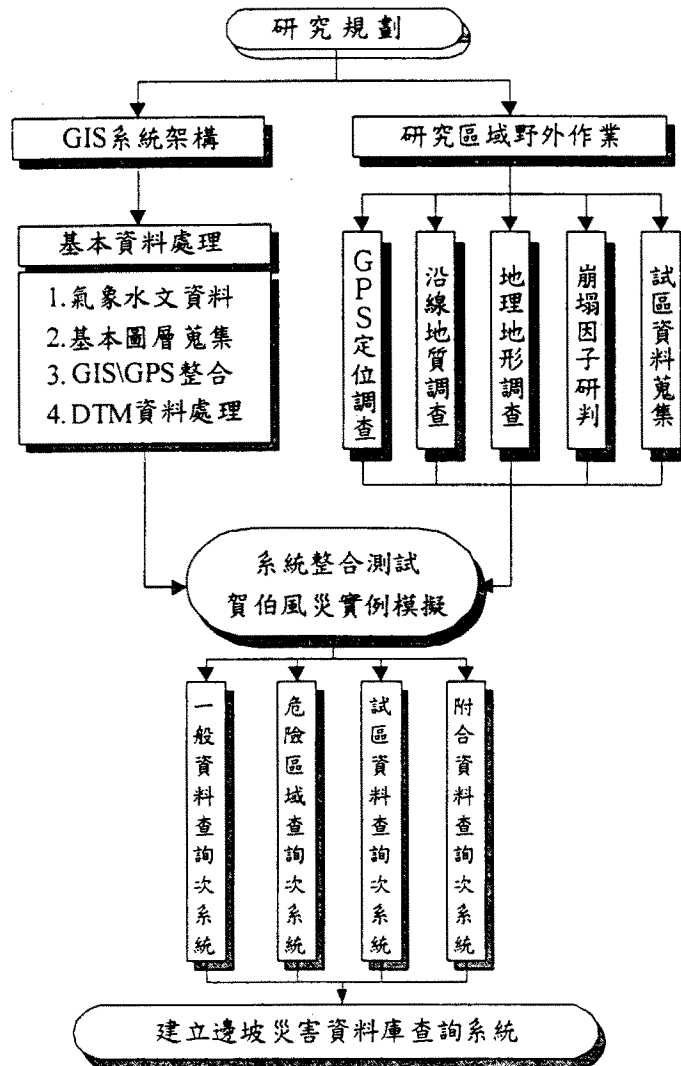 研究規劃
GIS系統架構
研究區域野外作業
基本資料處理
1.氣象水文資料
2.基本圖層蒐集
3.GIS\GPS整合
4.DTM資料處理
GPS定位調查
沿線地質調查
地理地形調查
崩塌因子研判
試區資料蒐集
系統整合測試
賀伯風災實例模擬
一般資料查詢次系統
危險區域查詢次系統
試區資料查詢次系統
附合資料查詢次系統
建立邊坡災害資料庫查詢系統